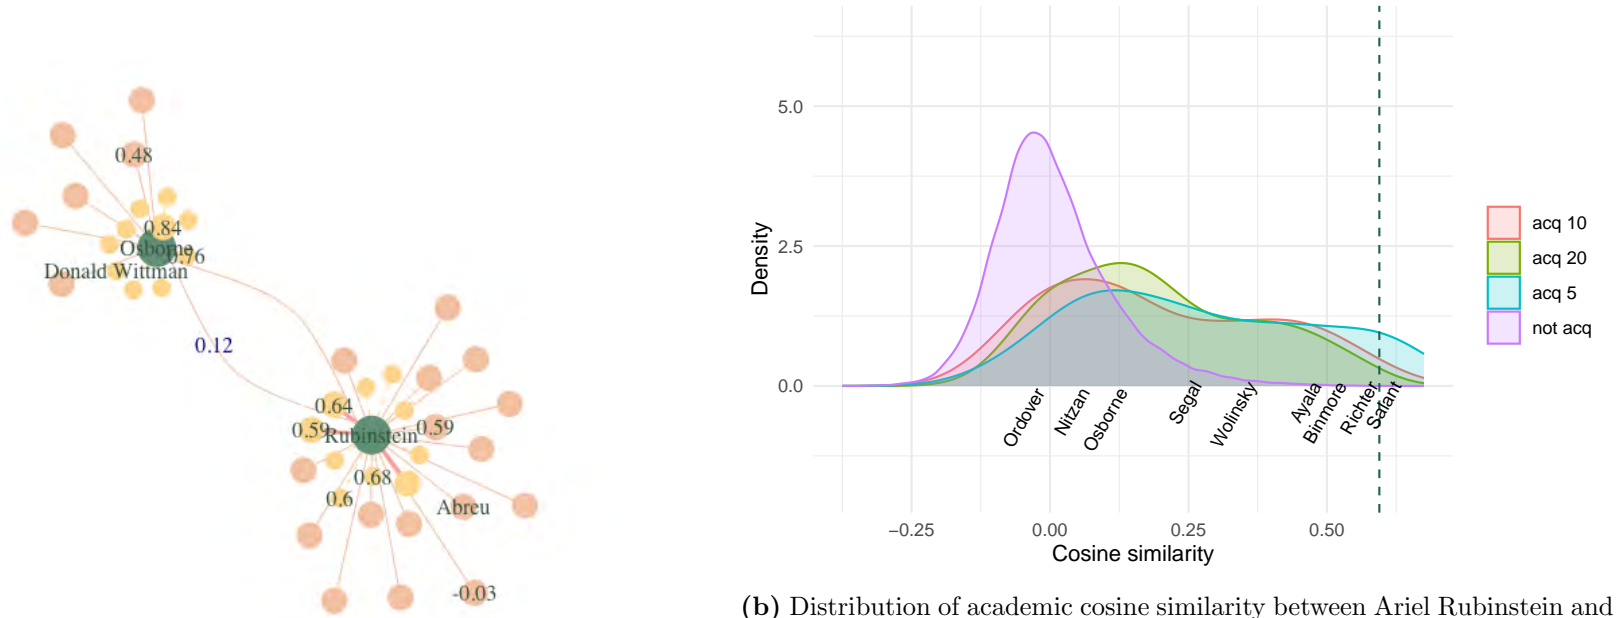 0.48
0.84
Osborne
0.76
Donald Wittman
0.12
0.64
0.59
Rubinstein
0.59
0.68
0.6
Abreu
-0.03
5.0
2.5
0.0
Density
Ordover
Nitzan
Osborne
Segal
Wolinsky
Ayala
Binmore
Richter
Salant
−0.25
0.00
0.25
0.50
Cosine similarity
acq 10
acq 20
acq 5
not acq
(b) Distribution of academic cosine similarity between Ariel Rubinstein and